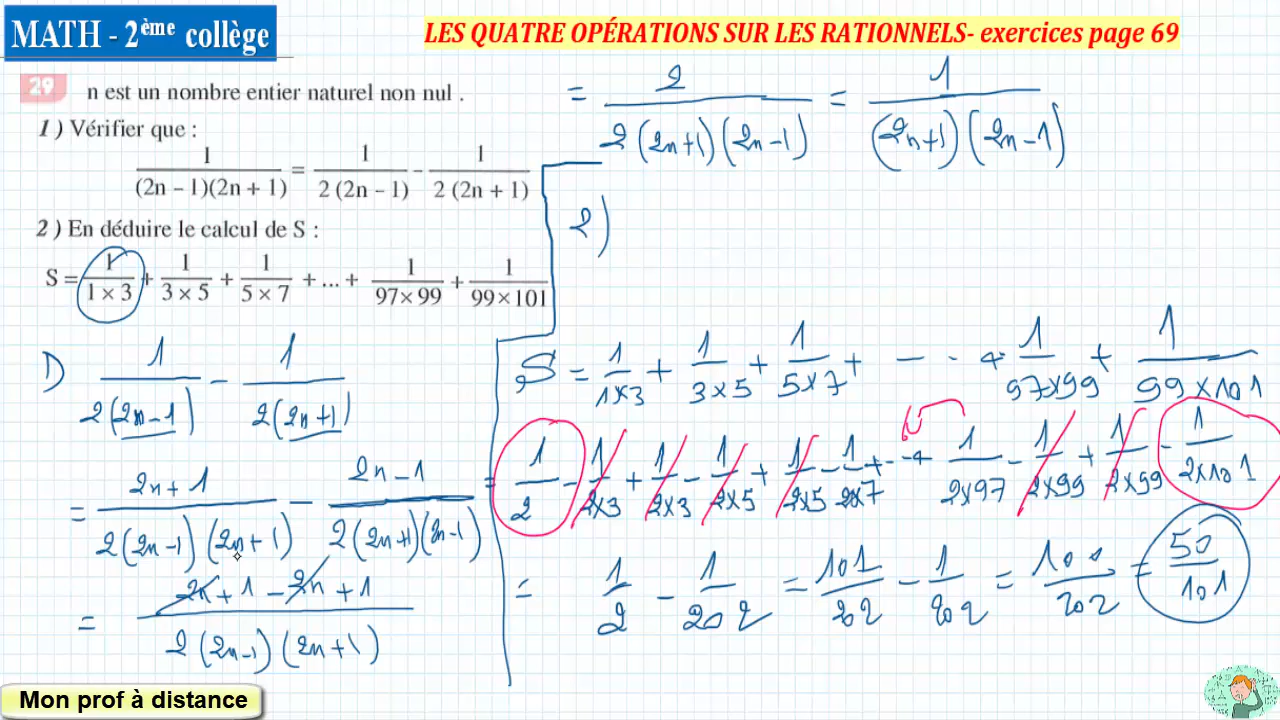 MATH - 2ème collège
LES QUATRE OPÉRATIONS SUR LES RATIONNELS- exercices page 69
29 n est un nombre entier naturel non nul .
1 ) Vérifier que :
1/((2n – 1)(2n + 1)) = 1/(2 (2n – 1)) - 1/(2 (2n + 1))
2 ) En déduire le calcul de S :
S = 1/(1 × 3) + 1/(3 × 5) + 1/(5 × 7) + ... + 1/(97 × 99) + 1/(99 × 101)
1) 1/(2(2n-1)) - 1/(2(2n+1))
= (2n+1)/(2(2n-1)(2n+1)) - (2n-1)/(2(2n+1)(2n-1))
= (2n+1-2n+1)/(2(2n-1)(2n+1))
= 2/(2(2n+1)(2n-1)) = 1/((2n+1)(2n-1))
2)
S = 1/(1×3) + 1/(3×5) + 1/(5×7) + - - . + 1/(97×99) + 1/(99×101)
= 1/2 - 1/(2×3) + 1/(2×3) - 1/(2×5) + 1/(2×5) - 1/(2×7) + - + 1/(2×97) - 1/(2×99) + 1/(2×99) - 1/(2×101)
= 1/2 - 1/202 = 101/202 - 1/202 = 100/202 = 50/101
Mon prof à distance